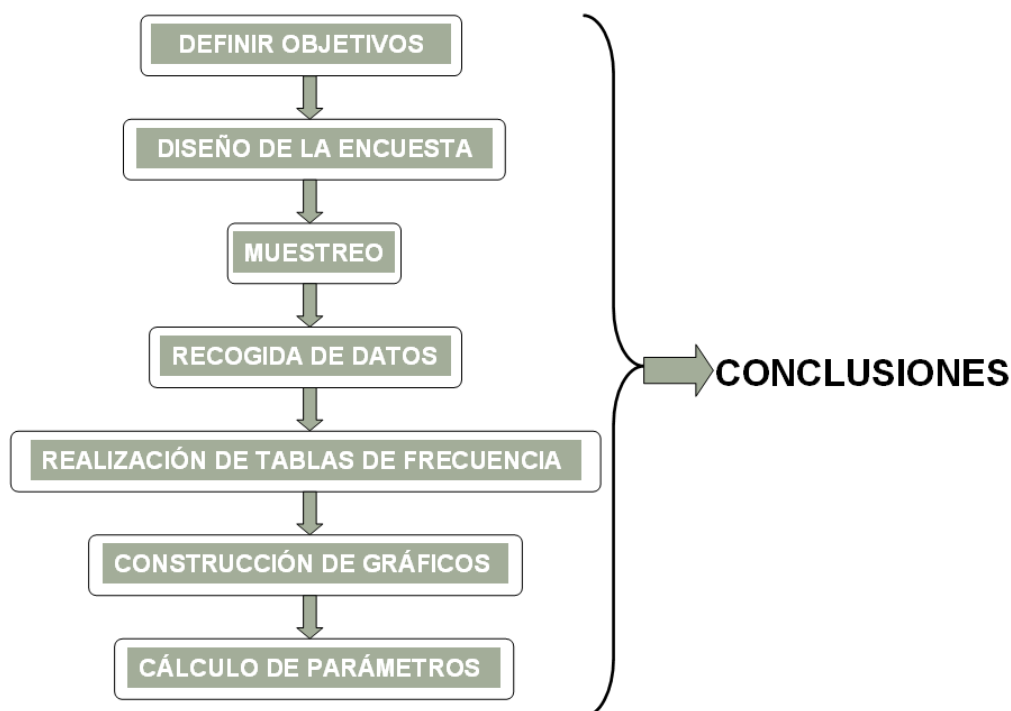 DEFINIR OBJETIVOS
DISEÑO DE LA ENCUESTA
MUESTREO
RECOGIDA DE DATOS
REALIZACIÓN DE TABLAS DE FRECUENCIA
CONSTRUCCIÓN DE GRÁFICOS
CÁLCULO DE PARÁMETROS
CONCLUSIONES